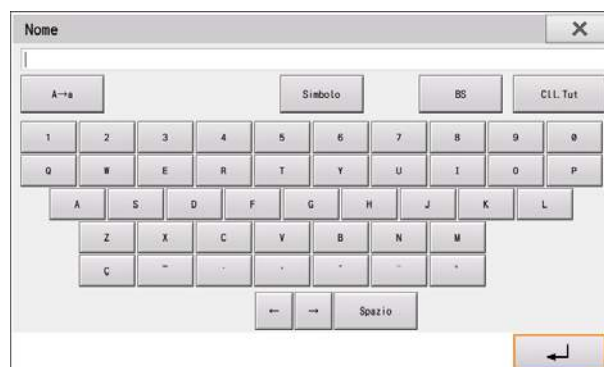 Nome
A→a Simbolo BS Cll.Tut
1 2 3 4 5 6 7 8 9 0
Q W E R T Y U I O P
A S D F G H J K L
Z X C V B N M
Ç
← → Spazio